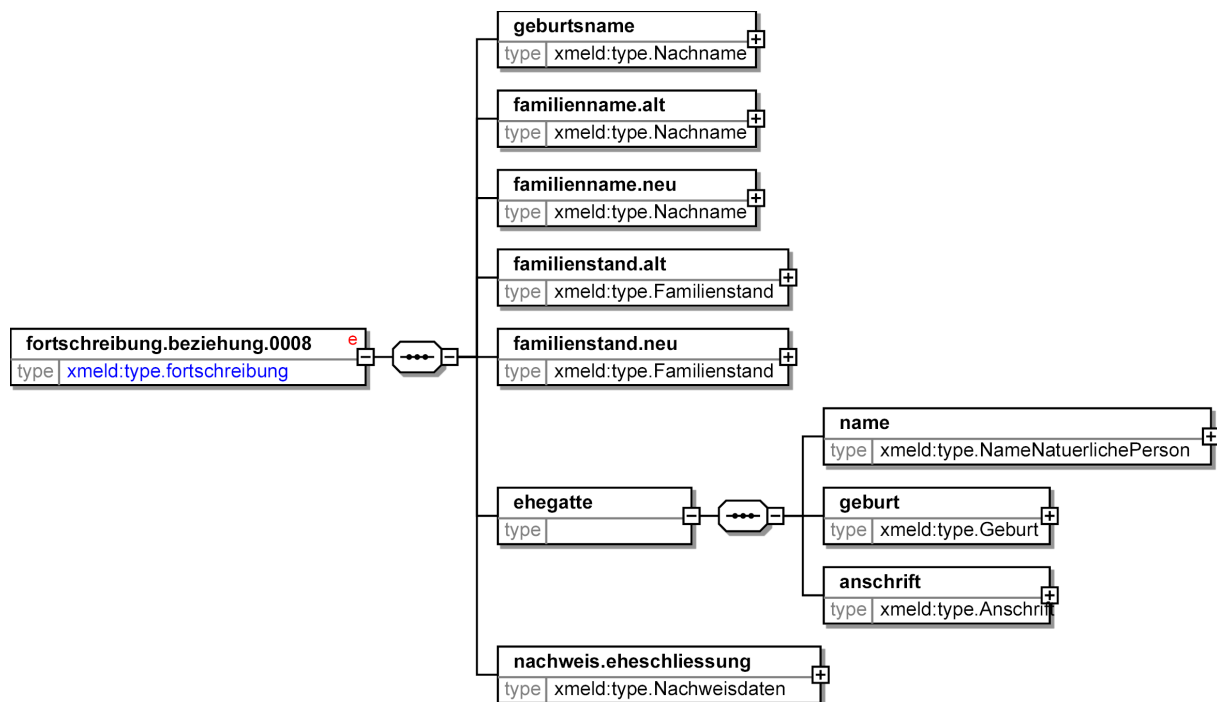 geburtsname
type xmeld:type.Nachname
familienname.alt
type xmeld:type.Nachname
familienname.neu
type xmeld:type.Nachname
familienstand.alt
type xmeld:type.Familienstand
fortschreibung.beziehung.0008 e
type xmeld:type.fortschreibung
familienstand.neu
type xmeld:type.Familienstand
ehegatte
type
name
type xmeld:type.NameNatuerlichePerson
geburt
type xmeld:type.Geburt
anschrift
type xmeld:type.Anschrift
nachweis.eheschliessung
type xmeld:type.Nachweisdaten